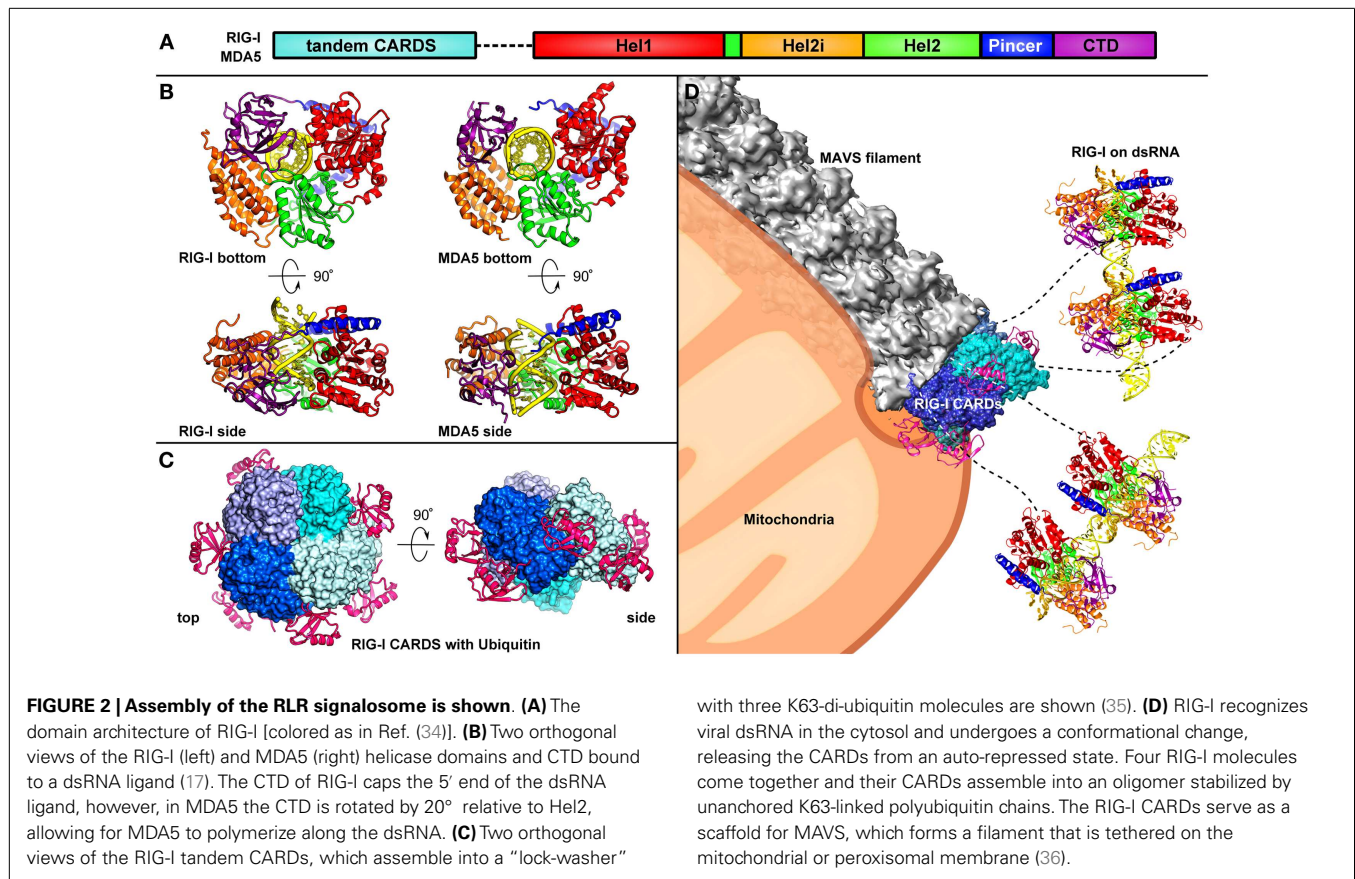 A
RIG-I
MDA5
tandem CARDS
Hel1
Hel2i
Hel2
Pincer
CTD
B
RIG-I bottom
90°
RIG-I side
MDA5 bottom
90°
MDA5 side
C
top
90°
side
RIG-I CARDS with Ubiquitin
D
MAVS filament
RIG-I on dsRNA
RIG-I CARDs
Mitochondria
FIGURE 2 | Assembly of the RLR signalosome is shown. (A) The
domain architecture of RIG-I [colored as in Ref. (34)]. (B) Two orthogonal
views of the RIG-I (left) and MDA5 (right) helicase domains and CTD bound
to a dsRNA ligand (17). The CTD of RIG-I caps the 5′ end of the dsRNA
ligand, however, in MDA5 the CTD is rotated by 20° relative to Hel2,
allowing for MDA5 to polymerize along the dsRNA. (C) Two orthogonal
views of the RIG-I tandem CARDs, which assemble into a “lock-washer”
with three K63-di-ubiquitin molecules are shown (35). (D) RIG-I recognizes
viral dsRNA in the cytosol and undergoes a conformational change,
releasing the CARDs from an auto-repressed state. Four RIG-I molecules
come together and their CARDs assemble into an oligomer stabilized by
unanchored K63-linked polyubiquitin chains. The RIG-I CARDs serve as a
scaffold for MAVS, which forms a filament that is tethered on the
mitochondrial or peroxisomal membrane (36).